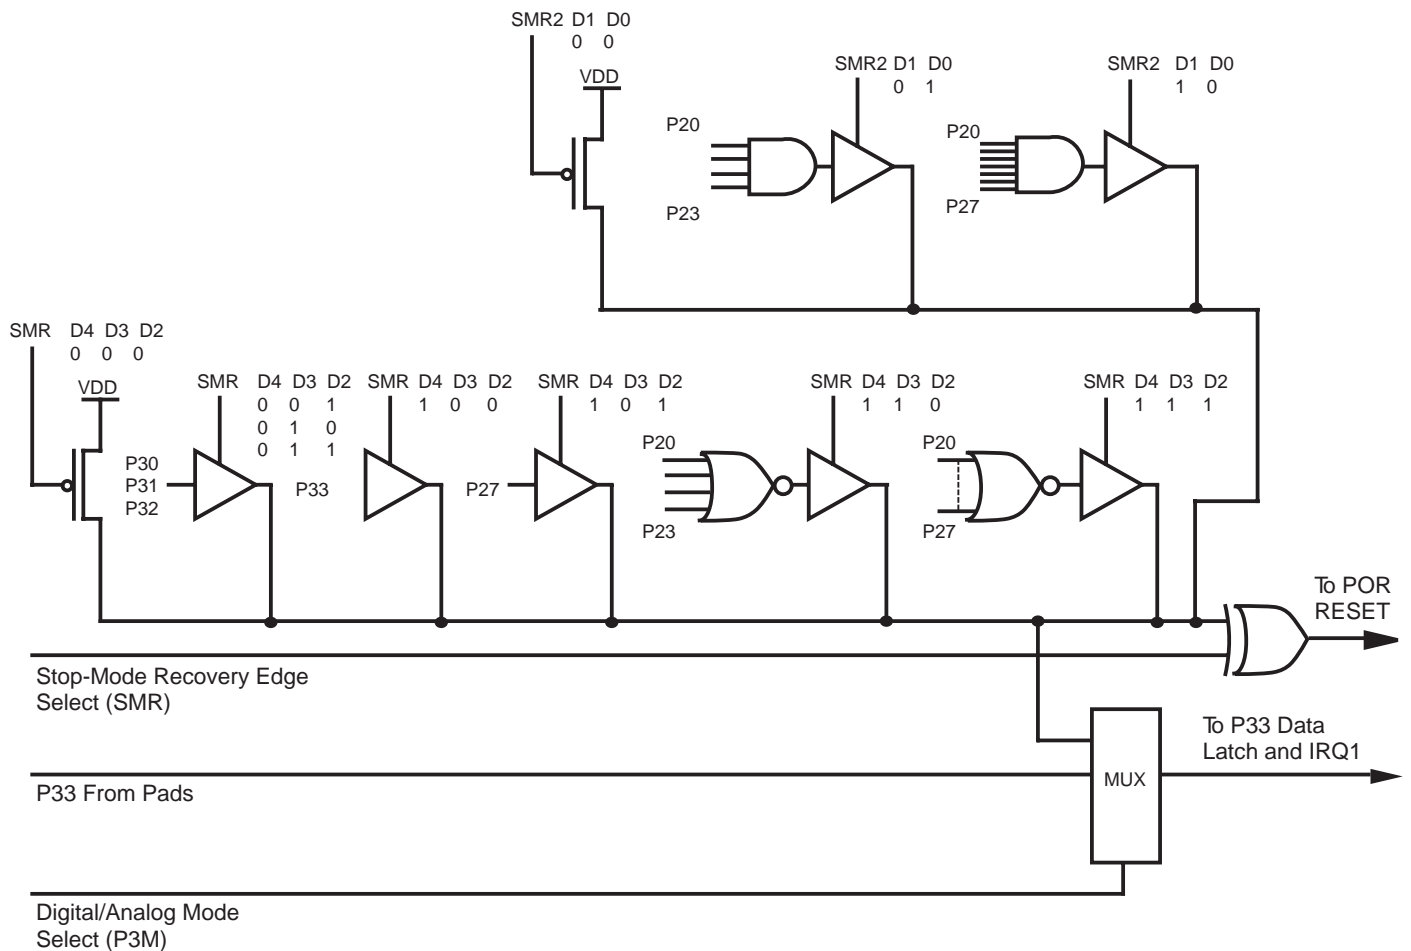 SMR2 D1 D0
0 0
VDD
SMR2 D1 D0
0 1
SMR2 D1 D0
1 0
P20
P23
P20
P27
SMR D4 D3 D2
0 0 0
VDD
SMR D4 D3 D2
0 0 1
0 1 0
0 1 1
SMR D4 D3 D2
1 0 0
SMR D4 D3 D2
1 0 1
SMR D4 D3 D2
1 1 0
SMR D4 D3 D2
1 1 1
P30
P31
P32
P33
P27
P20
P23
P20
P27
To POR
RESET
Stop-Mode Recovery Edge
Select (SMR)
To P33 Data
Latch and IRQ1
MUX
P33 From Pads
Digital/Analog Mode
Select (P3M)